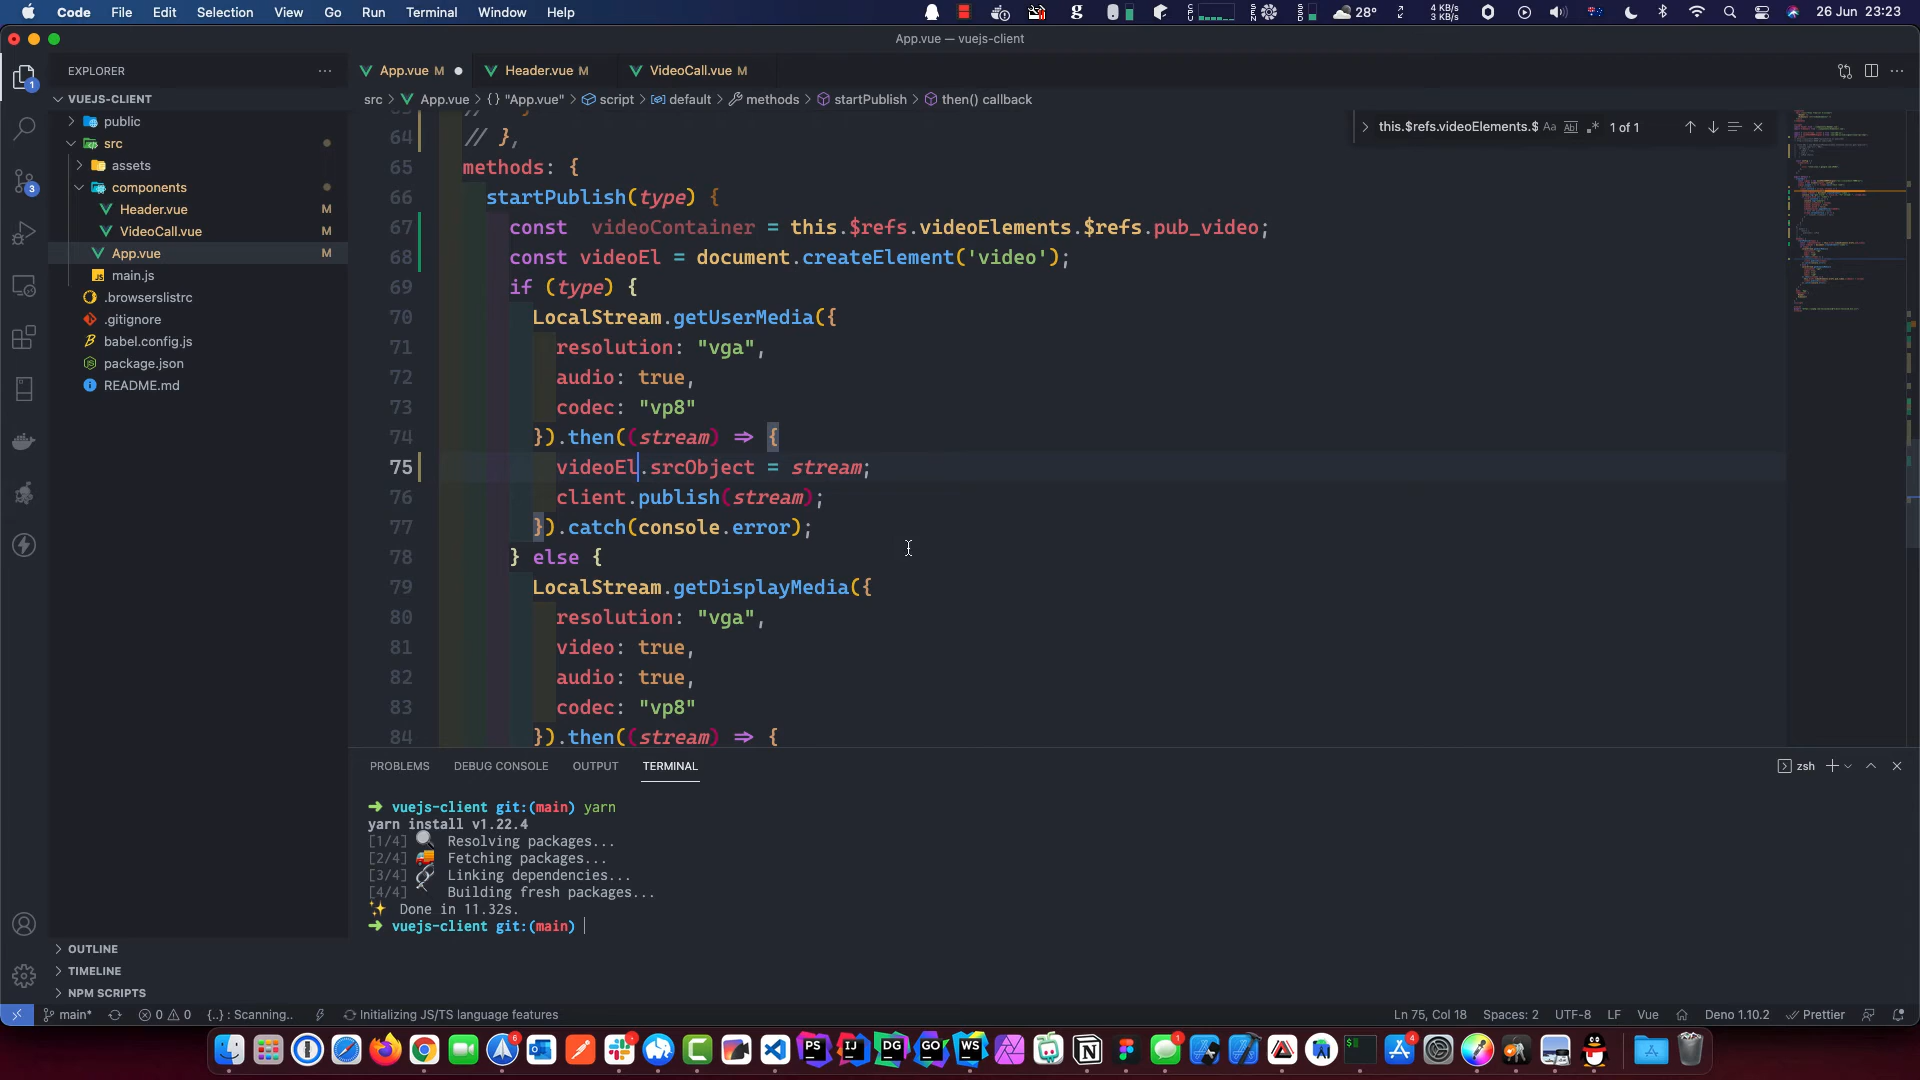 Code File Edit Selection View Go Run Terminal Window Help
28° 4 KB/s 3 KB/s 26 Jun 23:23
App.vue — vuejs-client
EXPLORER
App.vue M Header.vue M VideoCall.vue M
VUEJS-CLIENT
src App.vue {} "App.vue" script default methods startPublish then() callback
public
src
assets
components
Header.vue M
VideoCall.vue M
App.vue M
main.js
.browserslistrc
.gitignore
babel.config.js
package.json
README.md
OUTLINE
TIMELINE
NPM SCRIPTS
this.$refs.videoElements.$ 1 of 1
64 // },
65 methods: {
66 startPublish(type) {
67 const  videoContainer = this.$refs.videoElements.$refs.pub_video;
68 const videoEl = document.createElement('video');
69 if (type) {
70 LocalStream.getUserMedia({
71 resolution: "vga",
72 audio: true,
73 codec: "vp8"
74 }).then((stream) => {
75 videoEl.srcObject = stream;
76 client.publish(stream);
77 }).catch(console.error);
78 } else {
79 LocalStream.getDisplayMedia({
80 resolution: "vga",
81 video: true,
82 audio: true,
83 codec: "vp8"
84 }).then((stream) => {
PROBLEMS DEBUG CONSOLE OUTPUT TERMINAL zsh
➜ vuejs-client git:(main) yarn
yarn install v1.22.4
[1/4] 🔍 Resolving packages...
[2/4] 🚚 Fetching packages...
[3/4] 🔗 Linking dependencies...
[4/4] 🔨 Building fresh packages...
✨ Done in 11.32s.
➜ vuejs-client git:(main)
main* 0 0 {..} : Scanning.. Initializing JS/TS language features Ln 75, Col 18 Spaces: 2 UTF-8 LF Vue Deno 1.10.2 Prettier